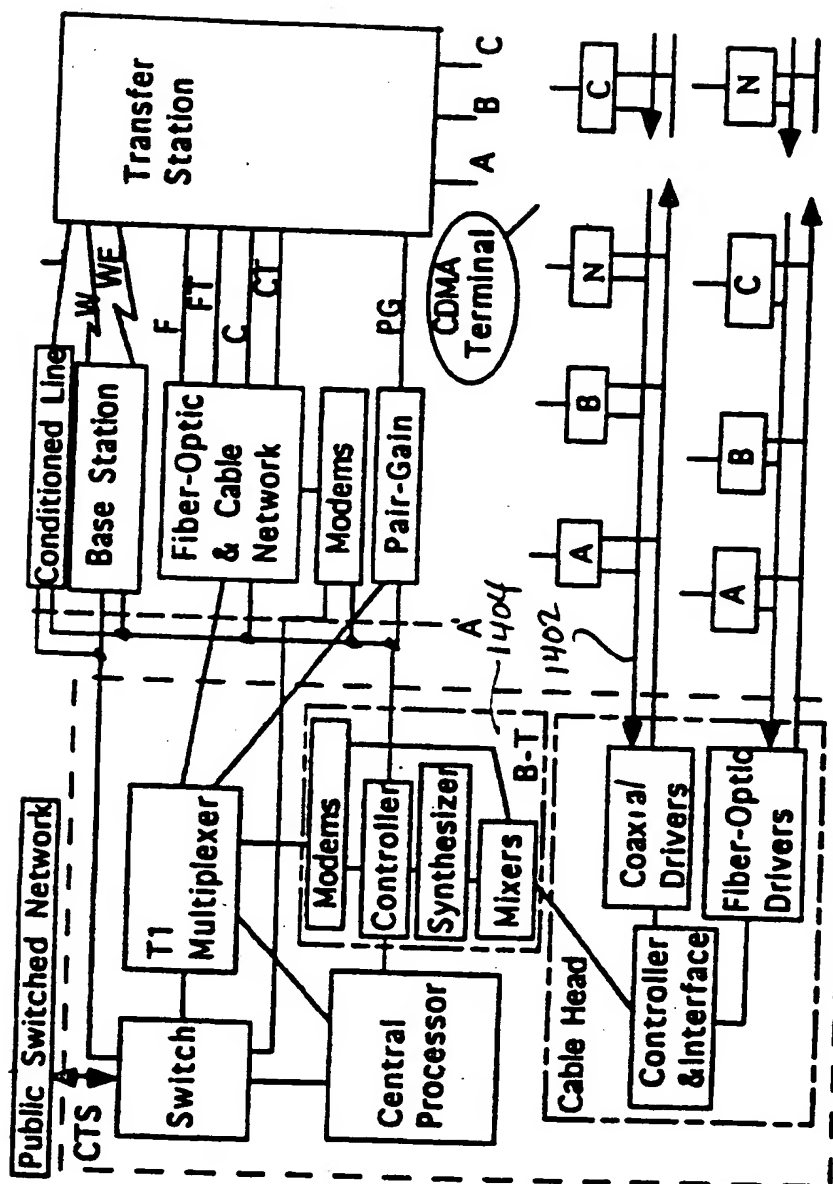 Public Switched Network
CTS
Switch
T1
Multiplexer
Central
Processor
Modems
Controller
Synthesizer
Mixers
B-T
1404
A
Conditioned Line
Base Station
Fiber-Optic
& Cable
Network
Modems
Pair-Gain
L
W
WE
F
FT
C
CT
PG
Transfer
Station
A
B
C
CDMA
Terminal
Cable Head
Controller
&Interface
Coaxial
Drivers
Fiber-Optic
Drivers
1402
A
B
N
C
A
B
C
N